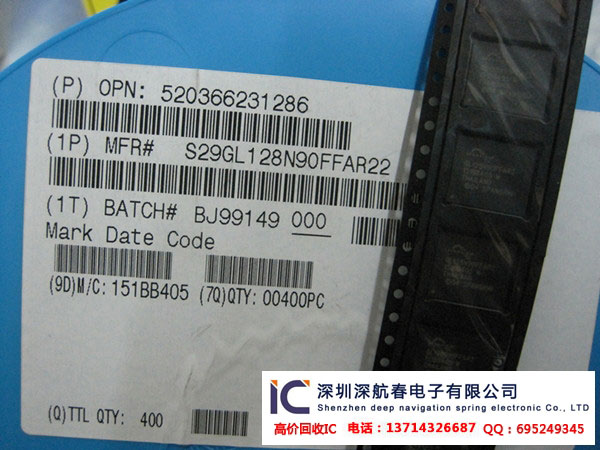 (P) OPN: 520366231286
(1P) MFR# S29GL128N90FFAR22
(1T) BATCH# BJ99149 000
Mark Date Code
(9D)M/C: 151BB405 (7Q)QTY: 00400PC
(Q)TTL QTY: 400
IC 深圳深航春电子有限公司
Shenzhen deep navigation spring electronic Co., Ltd
高价回收IC 电话：13714326687 QQ：695249345